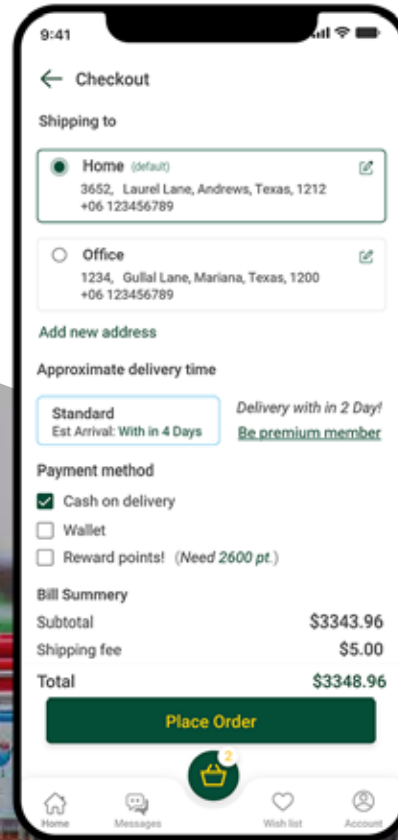 9:41
Checkout
Shipping to
Home (default)
3652, Laurel Lane, Andrews, Texas, 1212
+06 123456789
Office
1234, Gullal Lane, Mariana, Texas, 1200
+06 123456789
Add new address
Approximate delivery time
Standard
Est Arrival: With in 4 Days
Delivery with in 2 Day!
Be premium member
Payment method
Cash on delivery
Wallet
Reward points! (Need 2600 pt.)
Bill Summery
Subtotal $3343.96
Shipping fee $5.00
Total $3348.96
Place Order
2
Home Messages Wish list Account